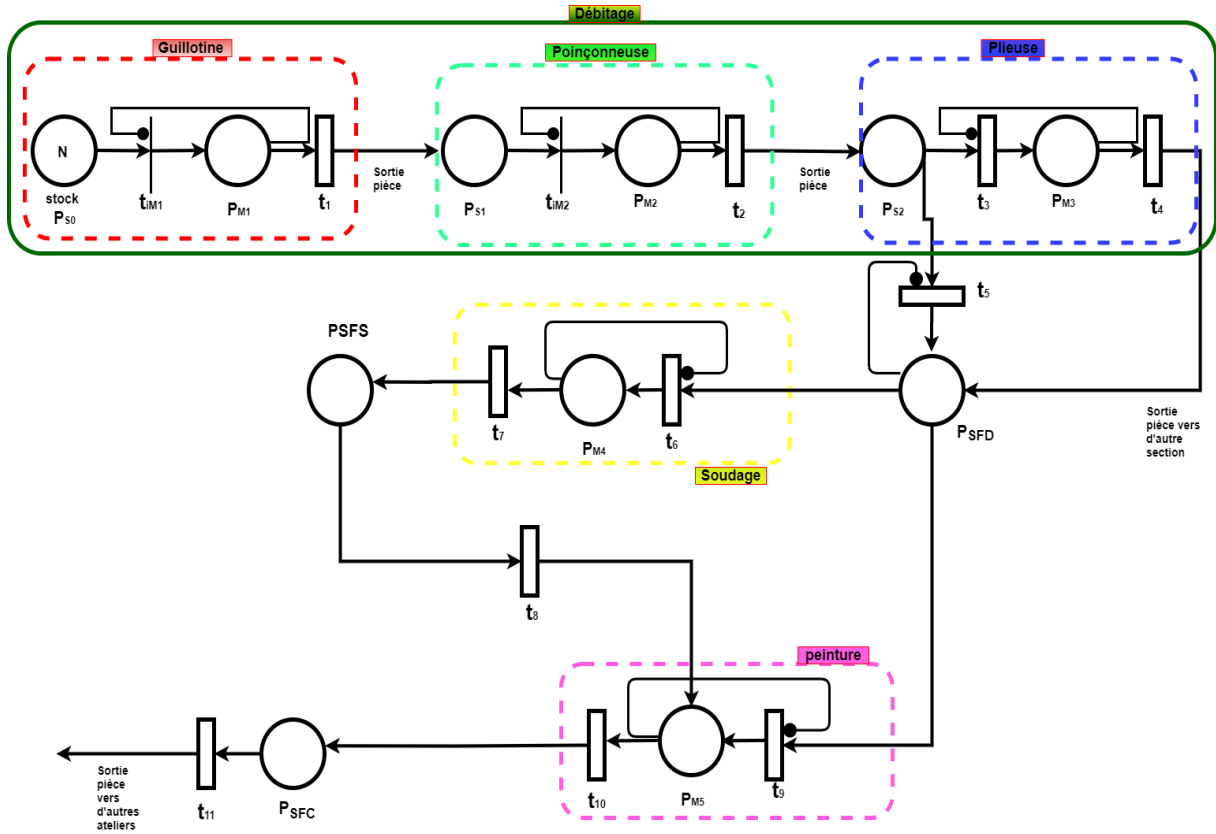 Débitage
Guillotine
Poinçonneuse
Plieuse
N
stock
PS0
tiM1
PM1
t1
Sortie
pièce
PS1
tiM2
PM2
t2
Sortie
pièce
PS2
t3
PM3
t4
t5
PSFS
t7
PM4
t6
PSFD
Sortie
pièce vers
d'autre
section
Soudage
t8
peinture
Sortie
pièce
vers
d'autres
ateliers
t11
PSFC
t10
PM5
t9